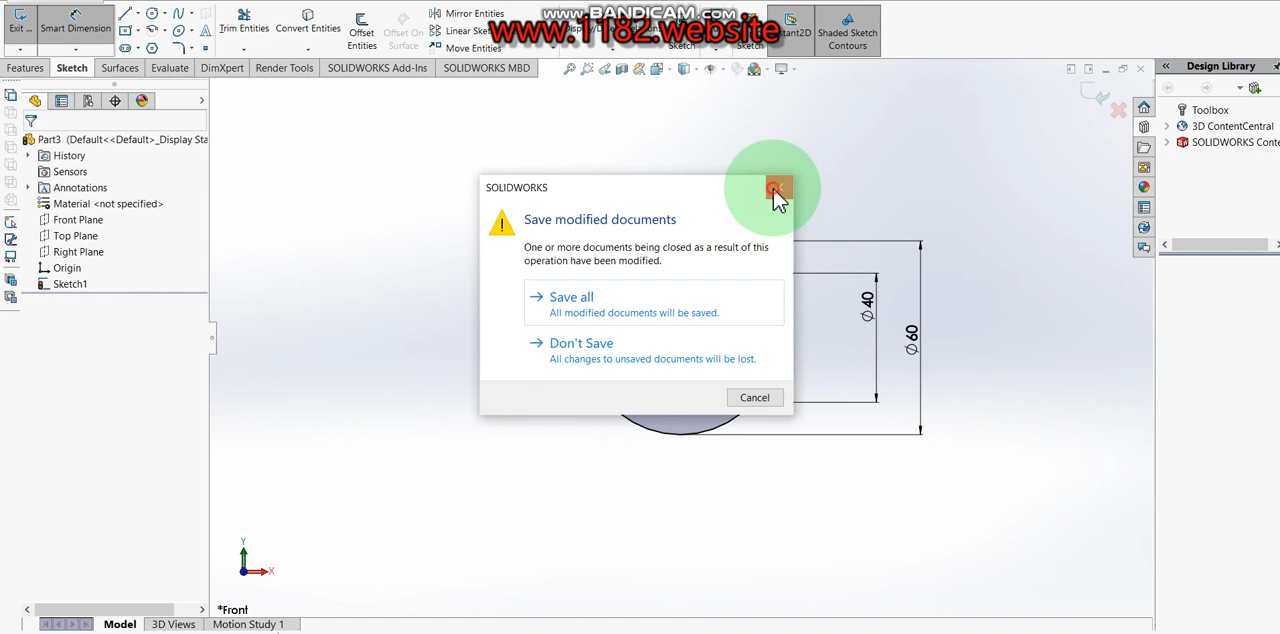 www.BANDICAM.com
www.1182.website
Exit ...
Smart Dimension
Trim Entities
Convert Entities
Offset
Entities
Offset On
Surface
Mirror Entities
Linear Sket
Move Entities
Sketch
Sketch
stant2D
Shaded Sketch
Contours
Features
Sketch
Surfaces
Evaluate
DimXpert
Render Tools
SOLIDWORKS Add-Ins
SOLIDWORKS MBD
Design Library
Part3 (Default<<Default>_Display Sta
History
Sensors
Annotations
Material <not specified>
Front Plane
Top Plane
Right Plane
Origin
Sketch1
Toolbox
3D ContentCentral
SOLIDWORKS Conte
SOLIDWORKS
Save modified documents
One or more documents being closed as a result of this
operation have been modified.
Save all
All modified documents will be saved.
Don't Save
All changes to unsaved documents will be lost.
Cancel
Ø 40
Ø 60
Y
X
*Front
Model
3D Views
Motion Study 1